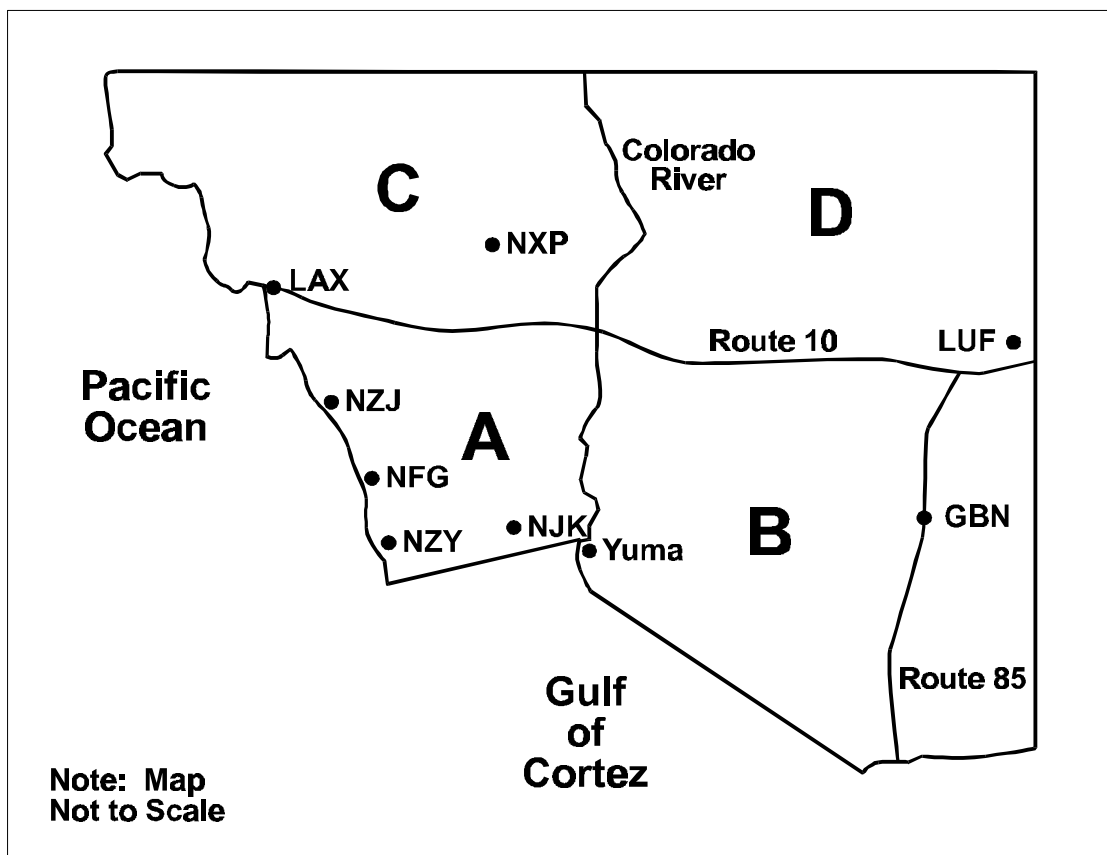 Colorado
River
C
D
NXP
LAX
Route 10
LUF
Pacific
Ocean
NZJ
A
NFG
GBN
NJK
B
NZY
Yuma
Route 85
Gulf
of
Cortez
Note: Map
Not to Scale